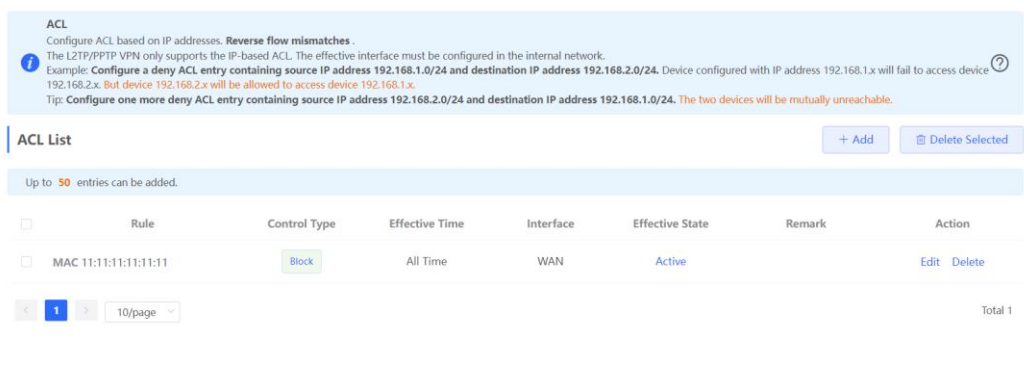 ACL
Configure ACL based on IP addresses. Reverse flow mismatches .
The L2TP/PPTP VPN only supports the IP-based ACL. The effective interface must be configured in the internal network.
Example: Configure a deny ACL entry containing source IP address 192.168.1.0/24 and destination IP address 192.168.2.0/24. Device configured with IP address 192.168.1.x will fail to access device
192.168.2.x. But device 192.168.2.x will be allowed to access device 192.168.1.x.
Tip: Configure one more deny ACL entry containing source IP address 192.168.2.0/24 and destination IP address 192.168.1.0/24. The two devices will be mutually unreachable.
ACL List
+ Add
Delete Selected
Up to 50 entries can be added.
Rule Control Type Effective Time Interface Effective State Remark Action
MAC 11:11:11:11:11:11 Block All Time WAN Active Edit Delete
< 1 > 10/page Total 1